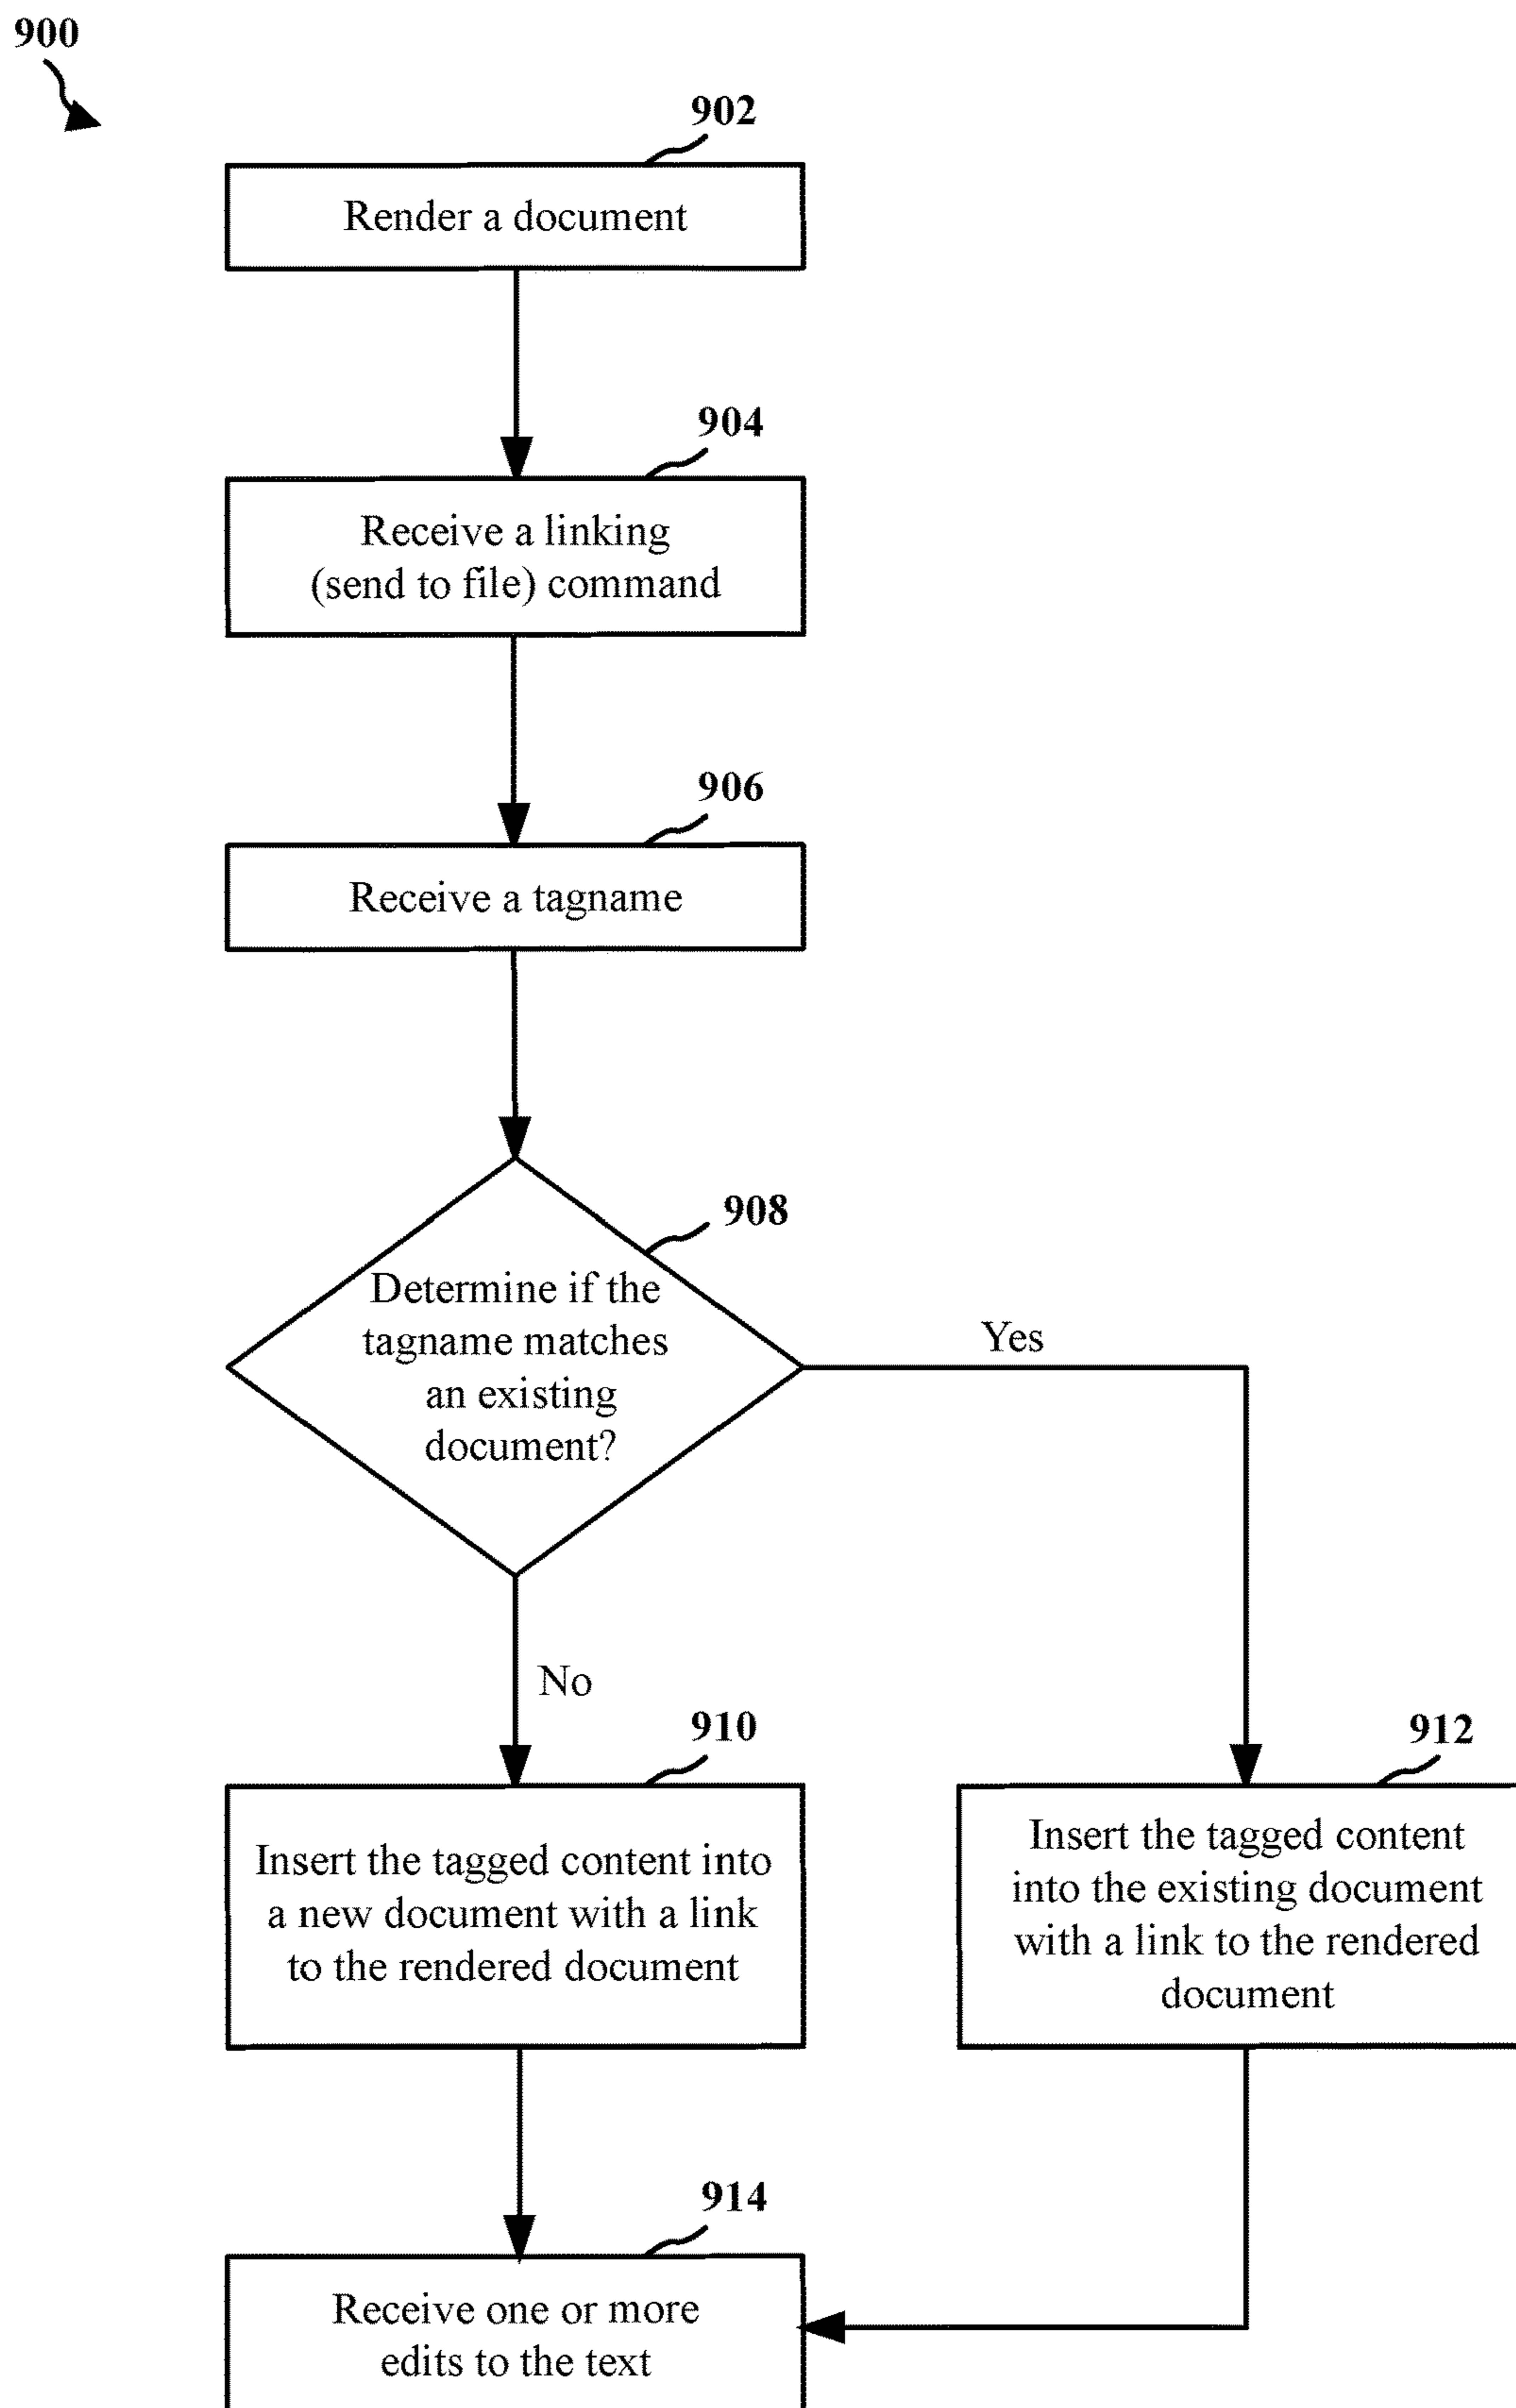 900
902
Render a document
904
Receive a linking
(send to file) command
906
Receive a tagname
908
Determine if the
tagname matches
an existing
document?
Yes
No
910
Insert the tagged content into
a new document with a link
to the rendered document
912
Insert the tagged content
into the existing document
with a link to the rendered
document
914
Receive one or more
edits to the text